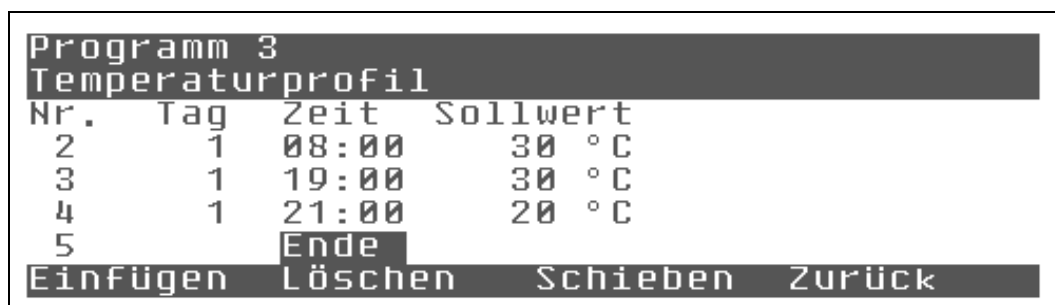 Programm 3
Temperaturprofil
Nr. Tag Zeit Sollwert
2 1 08:00 30 °C
3 1 19:00 30 °C
4 1 21:00 20 °C
5 Ende
Einfügen Löschen Schieben Zurück